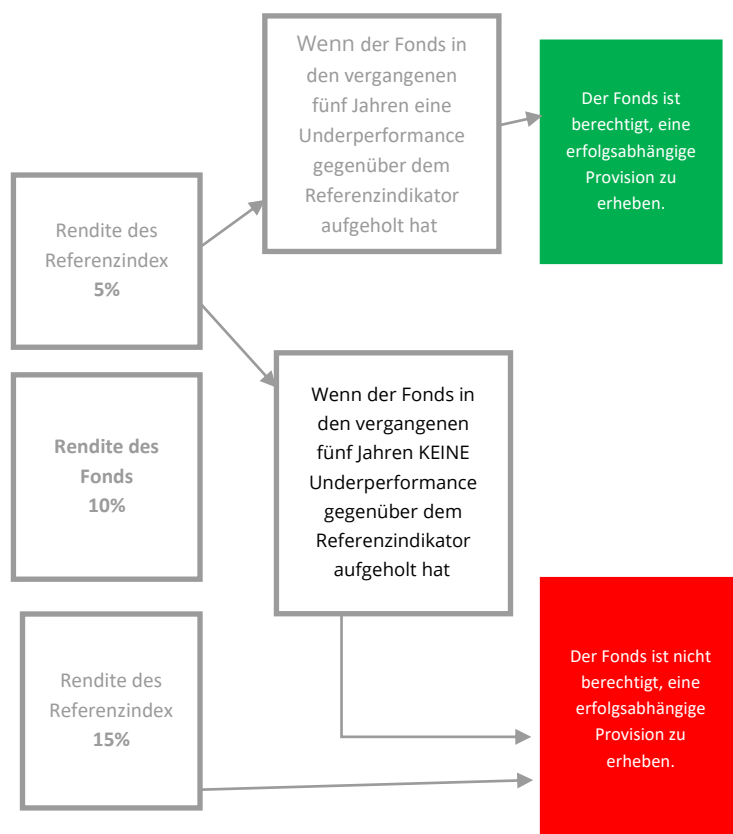 Wenn der Fonds in
den vergangenen
fünf Jahren eine
Underperformance
gegenüber dem
Referenzindikator
aufgeholt hat
Der Fonds ist
berechtigt, eine
erfolgsabhängige
Provision zu
erheben.
Rendite des
Referenzindex
5%
Wenn der Fonds in
den vergangenen
fünf Jahren KEINE
Underperformance
gegenüber dem
Referenzindikator
aufgeholt hat
Rendite des
Fonds
10%
Rendite des
Referenzindex
15%
Der Fonds ist nicht
berechtigt, eine
erfolgsabhängige
Provision zu
erheben.